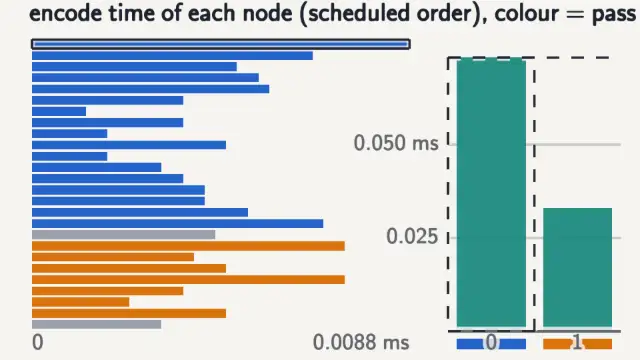 encode time of each node (scheduled order), colour = pass
0.050 ms
0.025
0
0.0088 ms
0
1